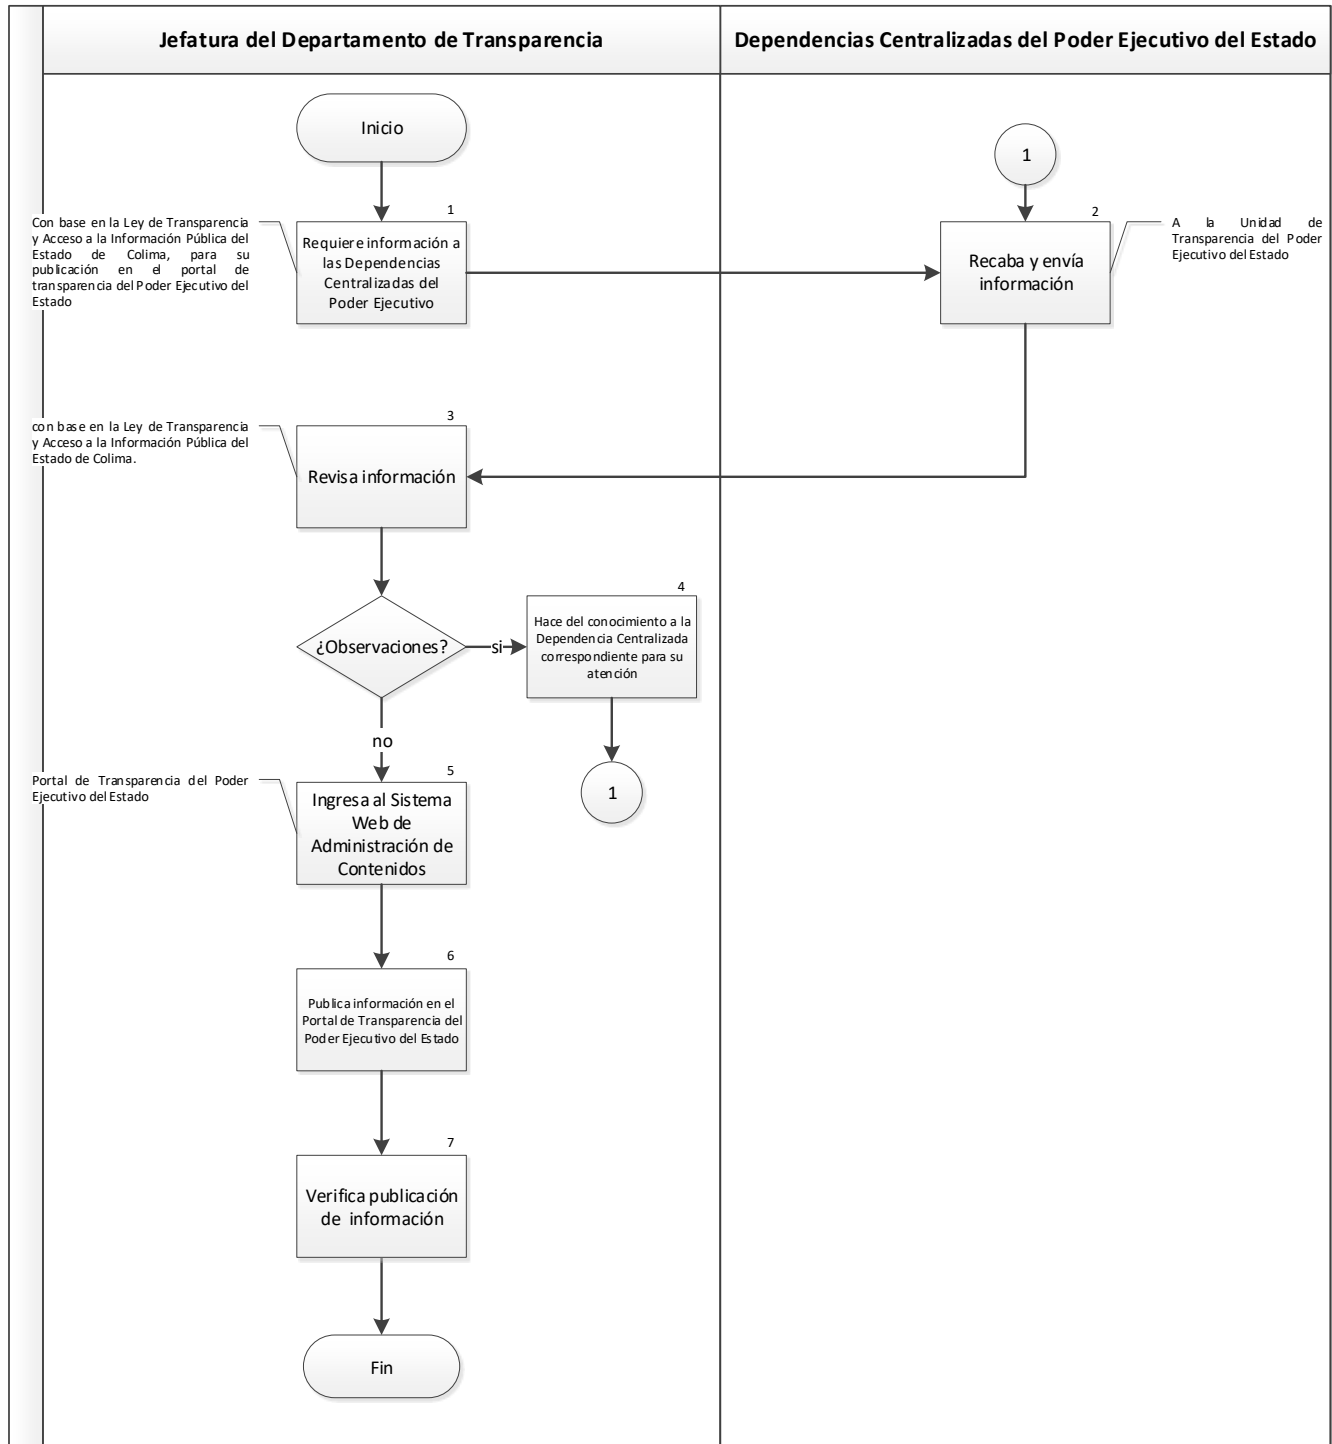 Jefatura del Departamento de Transparencia
Dependencias Centralizadas del Poder Ejecutivo del Estado
Inicio
1
Con base en la Ley de Transparencia
y Acceso a la Información Pública del
Estado de Colima, para su
publicación en el portal de
transparencia del Poder Ejecutivo del
Estado
1
Requiere información a
las Dependencias
Centralizadas del
Poder Ejecutivo
2
Recaba y envía
información
A la Unidad de
Transparencia del Poder
Ejecutivo del Estado
con base en la Ley de Transparencia
y Acceso a la Información Pública del
Estado de Colima.
3
Revisa información
¿Observaciones?
si
4
Hace del conocimiento a la
Dependencia Centralizada
correspondiente para su
atención
no
1
Portal de Transparencia del Poder
Ejecutivo del Estado
5
Ingresa al Sistema
Web de
Administración de
Contenidos
6
Publica información en el
Portal de Transparencia del
Poder Ejecutivo del Estado
7
Verifica publicación
de información
Fin